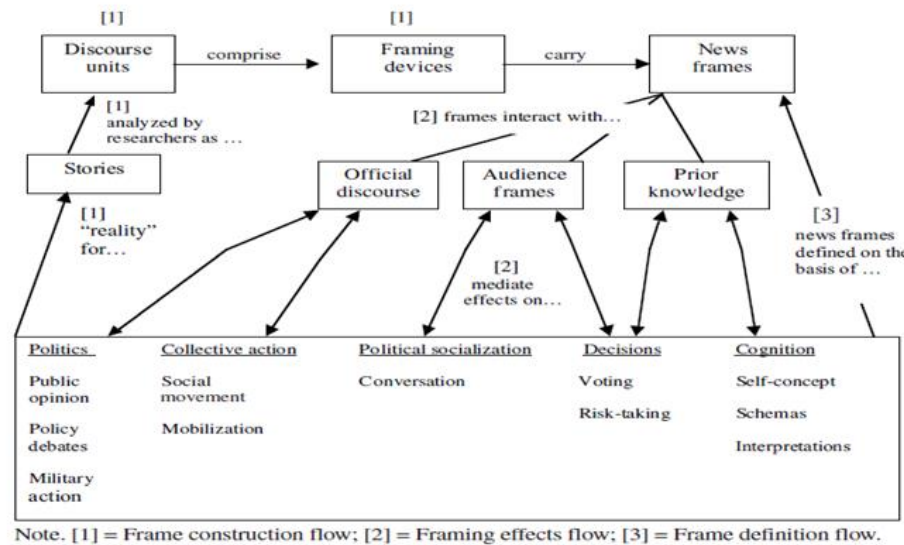 [1]
[1]
Discourse
units
comprise
Framing
devices
carry
News
frames
[1]
analyzed by
researchers as ...
[2] frames interact with...
Stories
Official
discourse
Audience
frames
Prior
knowledge
[1]
"reality"
for...
[2]
mediate
effects on...
[3]
news frames
defined on the
basis of ...
Politics
Public
opinion
Policy
debates
Military
action
Collective action
Social
movement
Mobilization
Political socialization
Conversation
Decisions
Voting
Risk-taking
Cognition
Self-concept
Schemas
Interpretations
Note. [1] = Frame construction flow; [2] = Framing effects flow; [3] = Frame definition flow.